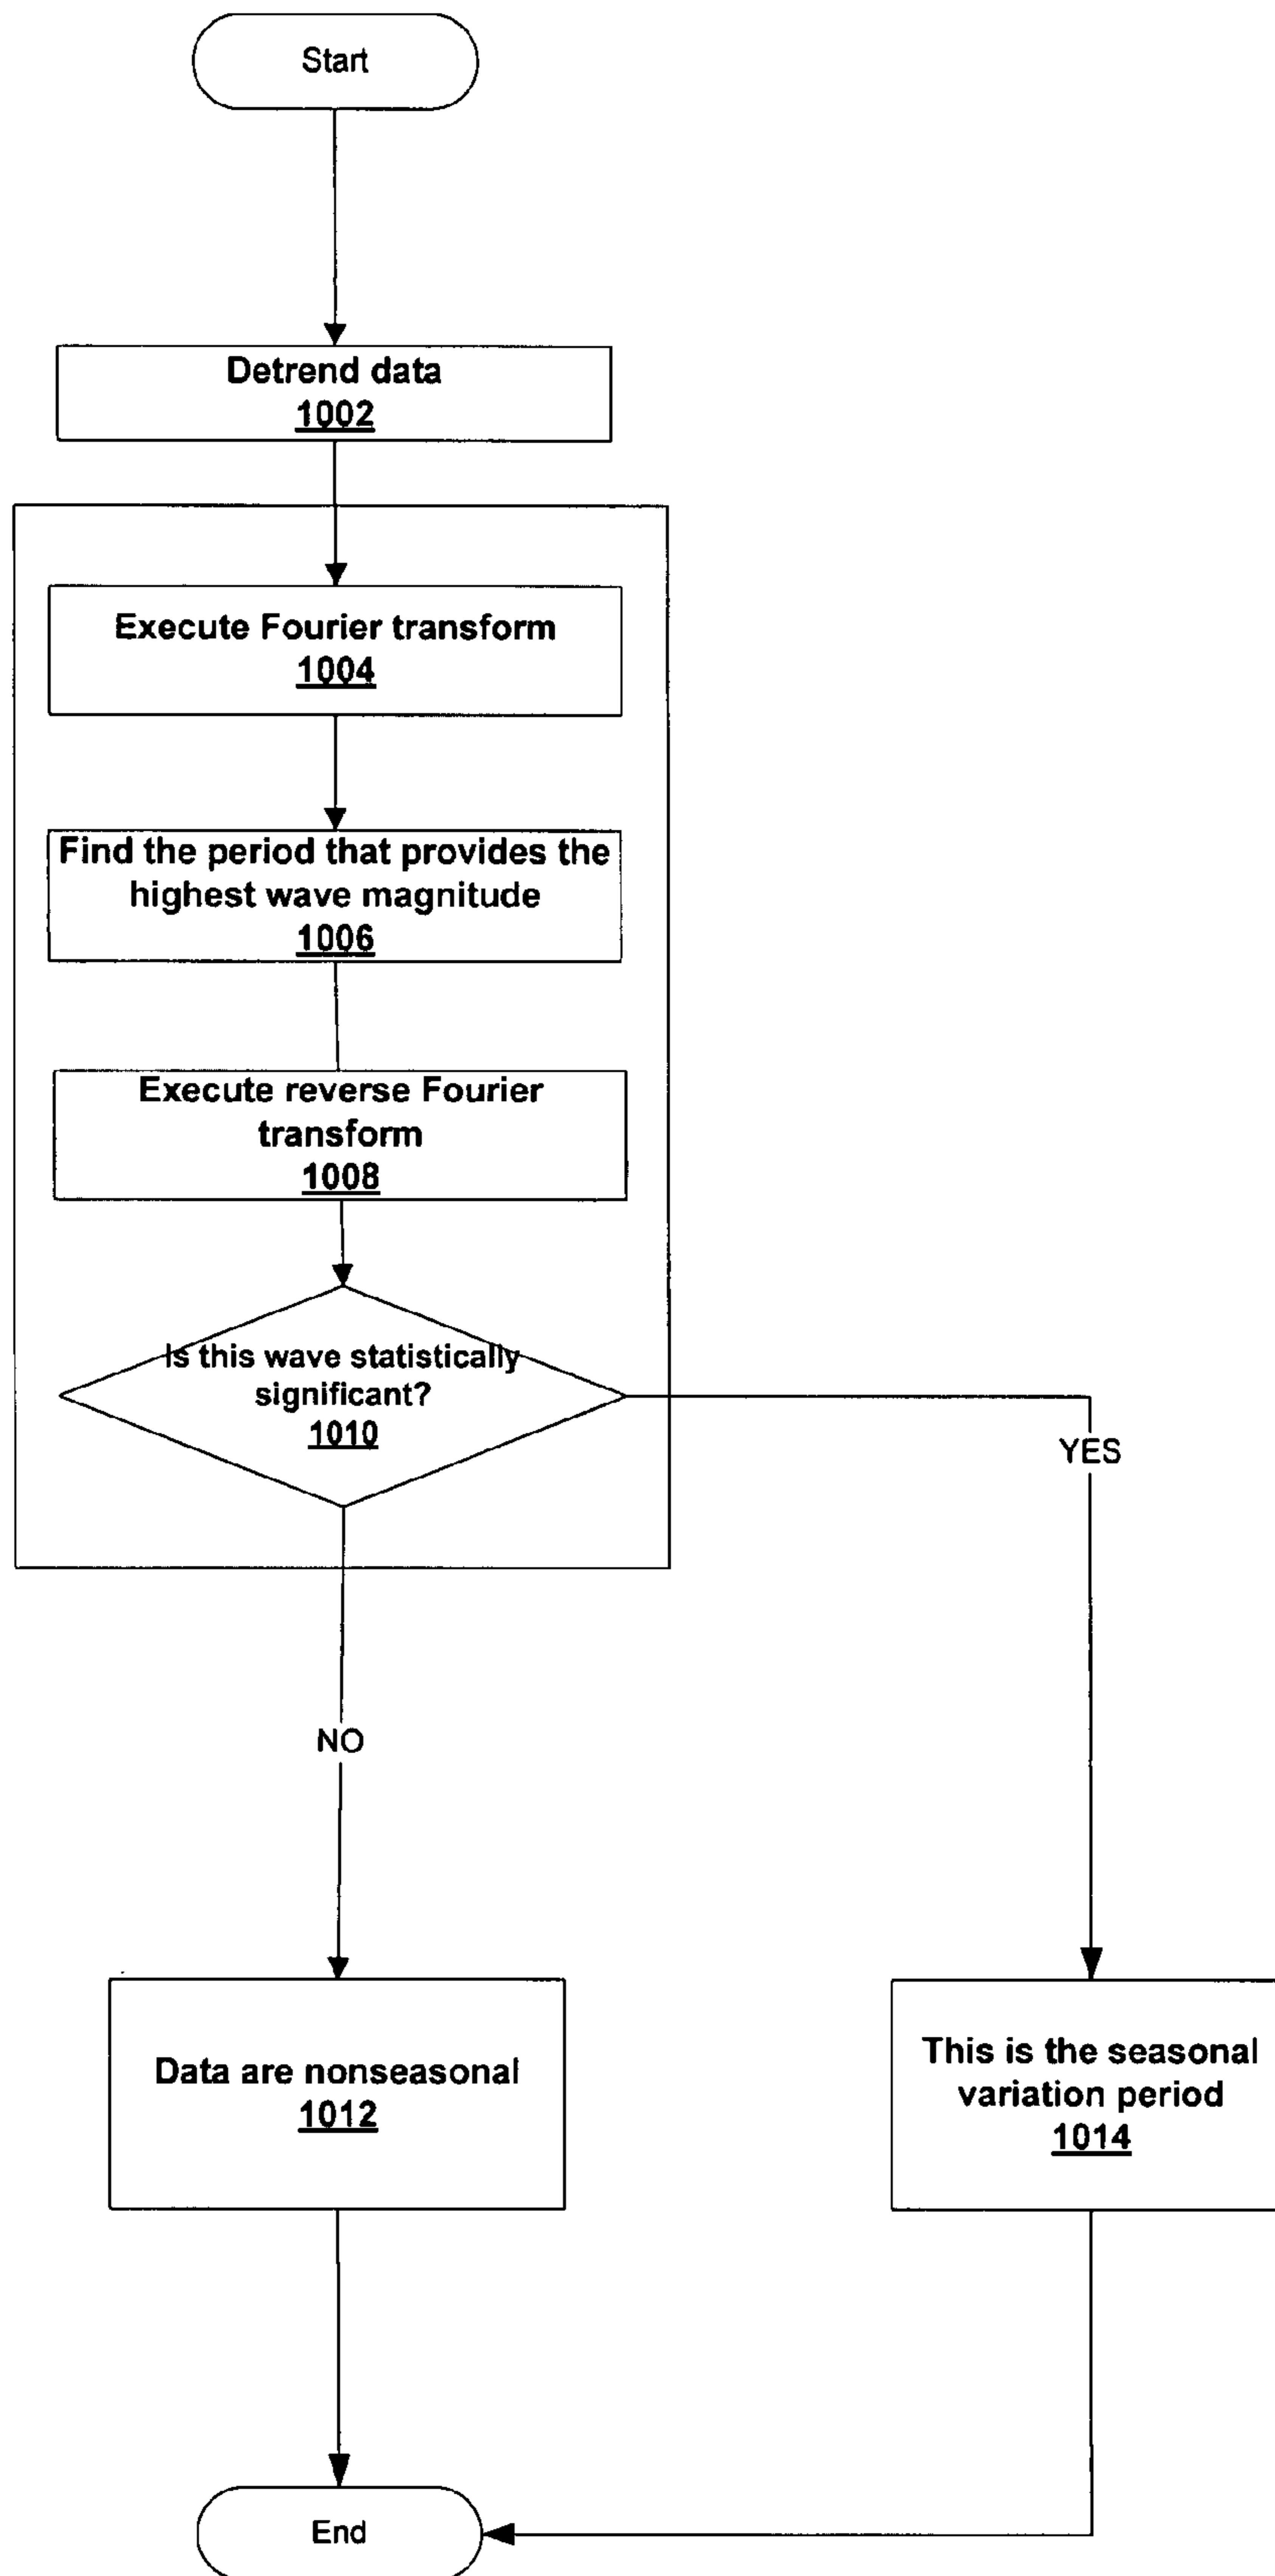 Start
Detrend data
1002
Execute Fourier transform
1004
Find the period that provides the
highest wave magnitude
1006
Execute reverse Fourier
transform
1008
Is this wave statistically
significant?
1010
YES
NO
Data are nonseasonal
1012
This is the seasonal
variation period
1014
End